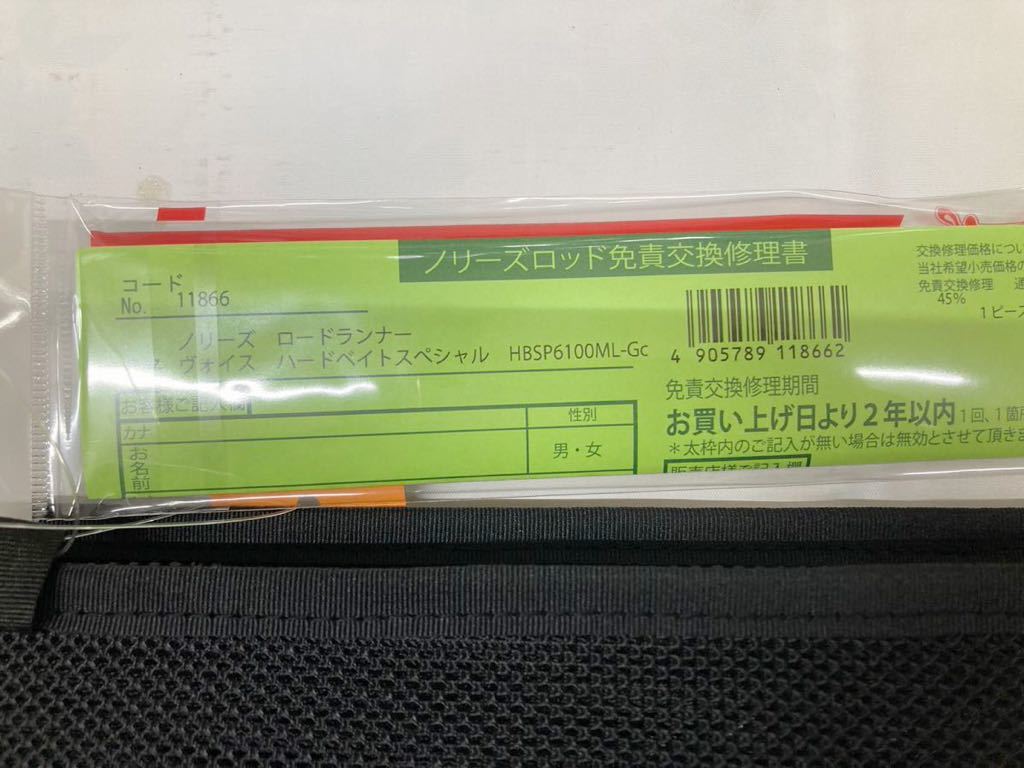 ノリーズロッド免責交換修理書
コード
No. 11866
ノリーズ ロードランナー
ヴォイス ハードベイトスペシャル HBSP6100ML-Gc
お客様ご記入欄
カナ
お名前
性別
男・女
4 905789 118662
免責交換修理期間
お買い上げ日より2年以内 1回、1箇所
*太枠内のご記入が無い場合は無効とさせて頂きま
販売店様ご記入欄
交換修理価格につい
当社希望小売価格の
免責交換修理 通
45%
1ピース